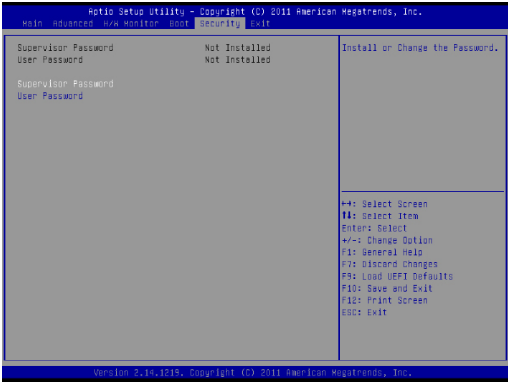 Aptio Setup Utility - Copyright (C) 2011 American Megatrends, Inc.
Main Advanced H/W Monitor Boot Security Exit
Supervisor Password Not Installed
User Password Not Installed
Supervisor Password
User Password
Install or Change the Password.
←→: Select Screen
↑↓: Select Item
Enter: Select
+/-: Change Option
F1: General Help
F7: Discard Changes
F9: Load UEFI Defaults
F10: Save and Exit
F12: Print Screen
ESC: Exit
Version 2.14.1219. Copyright (C) 2011 American Megatrends, Inc.